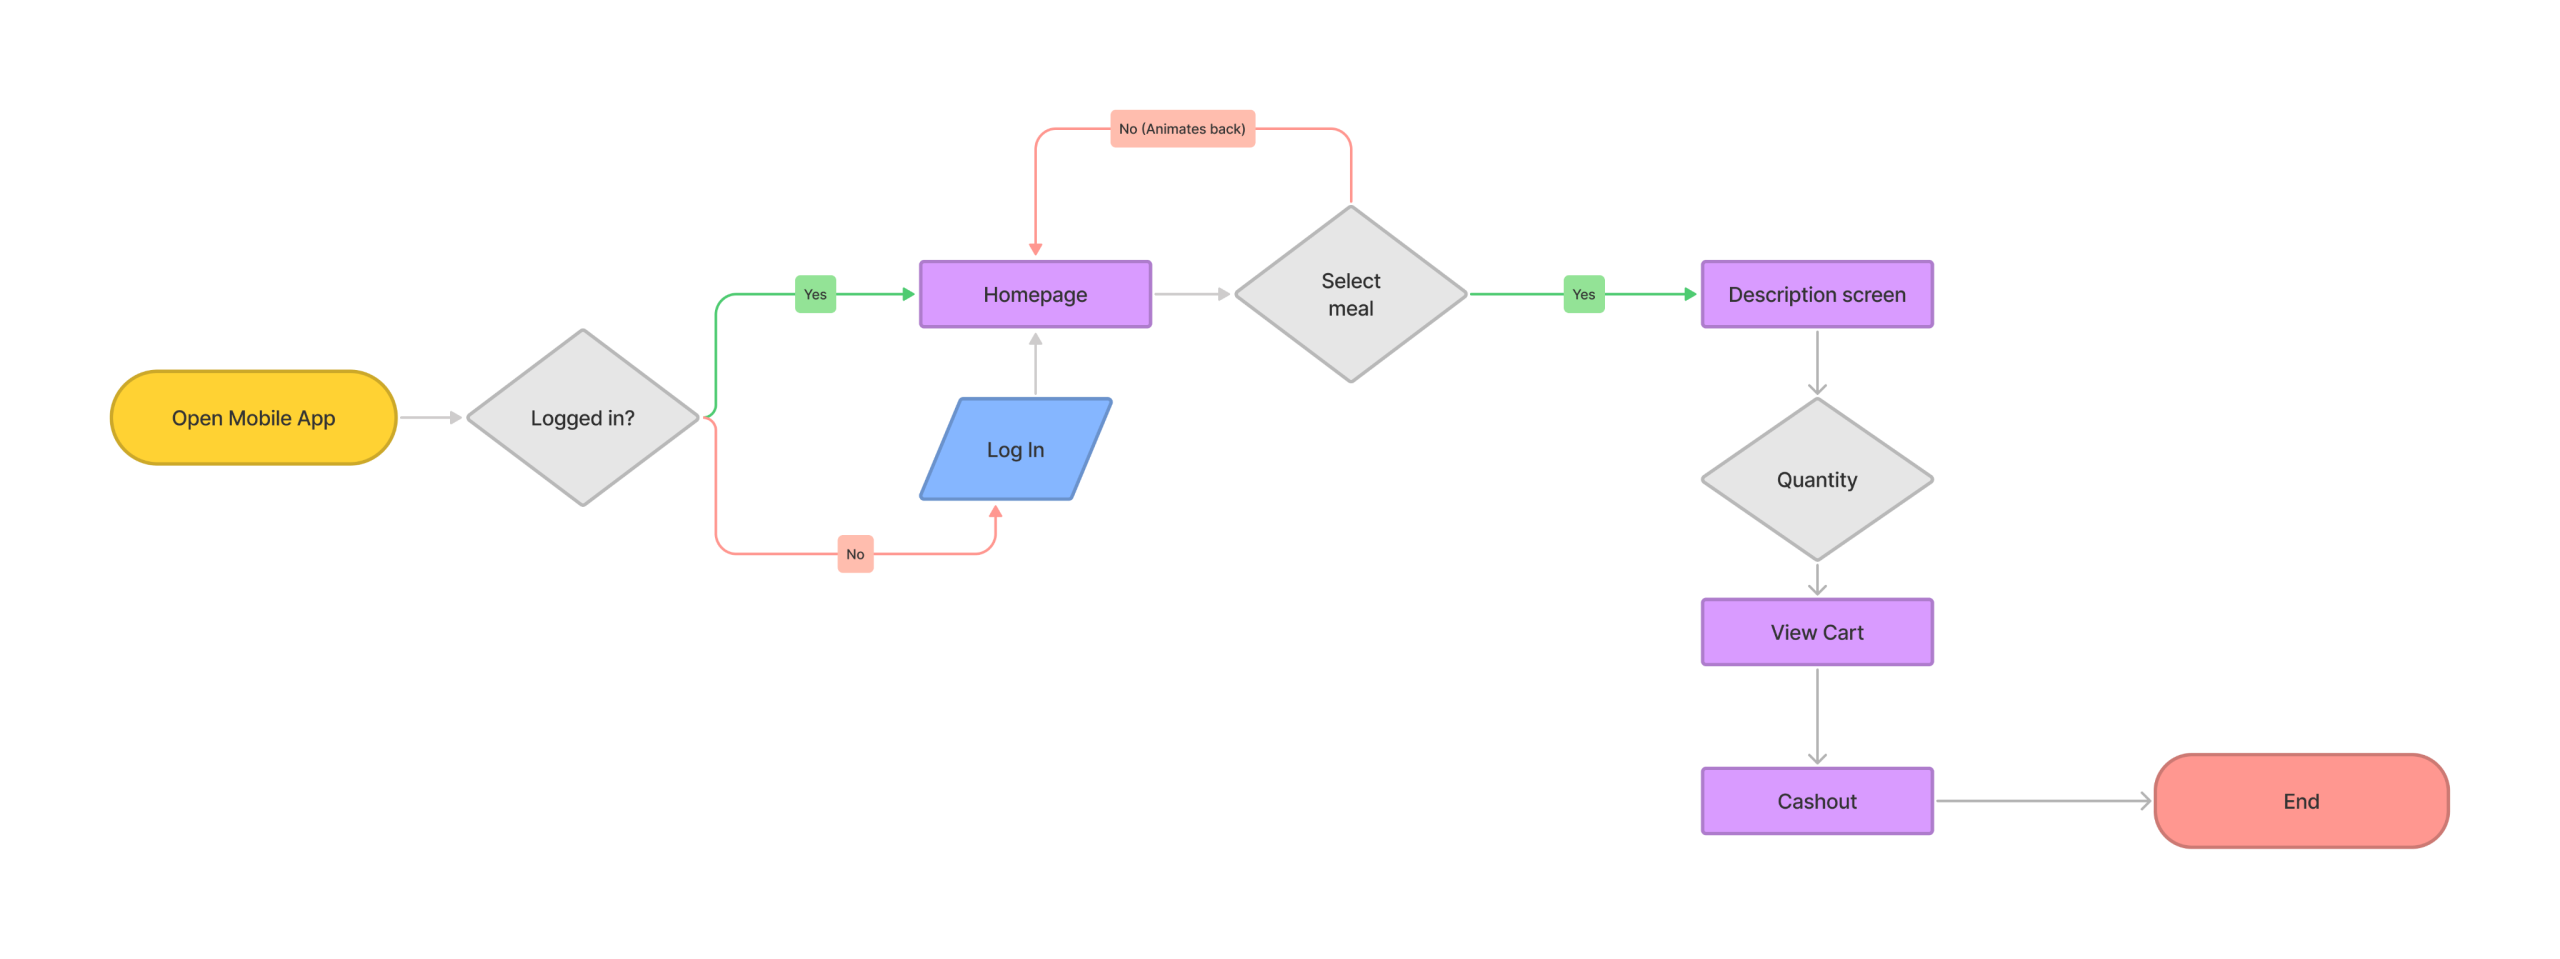 No (Animates back)
Yes
Homepage
Select
meal
Yes
Description screen
Open Mobile App
Logged in?
Log In
Quantity
No
View Cart
Cashout
End